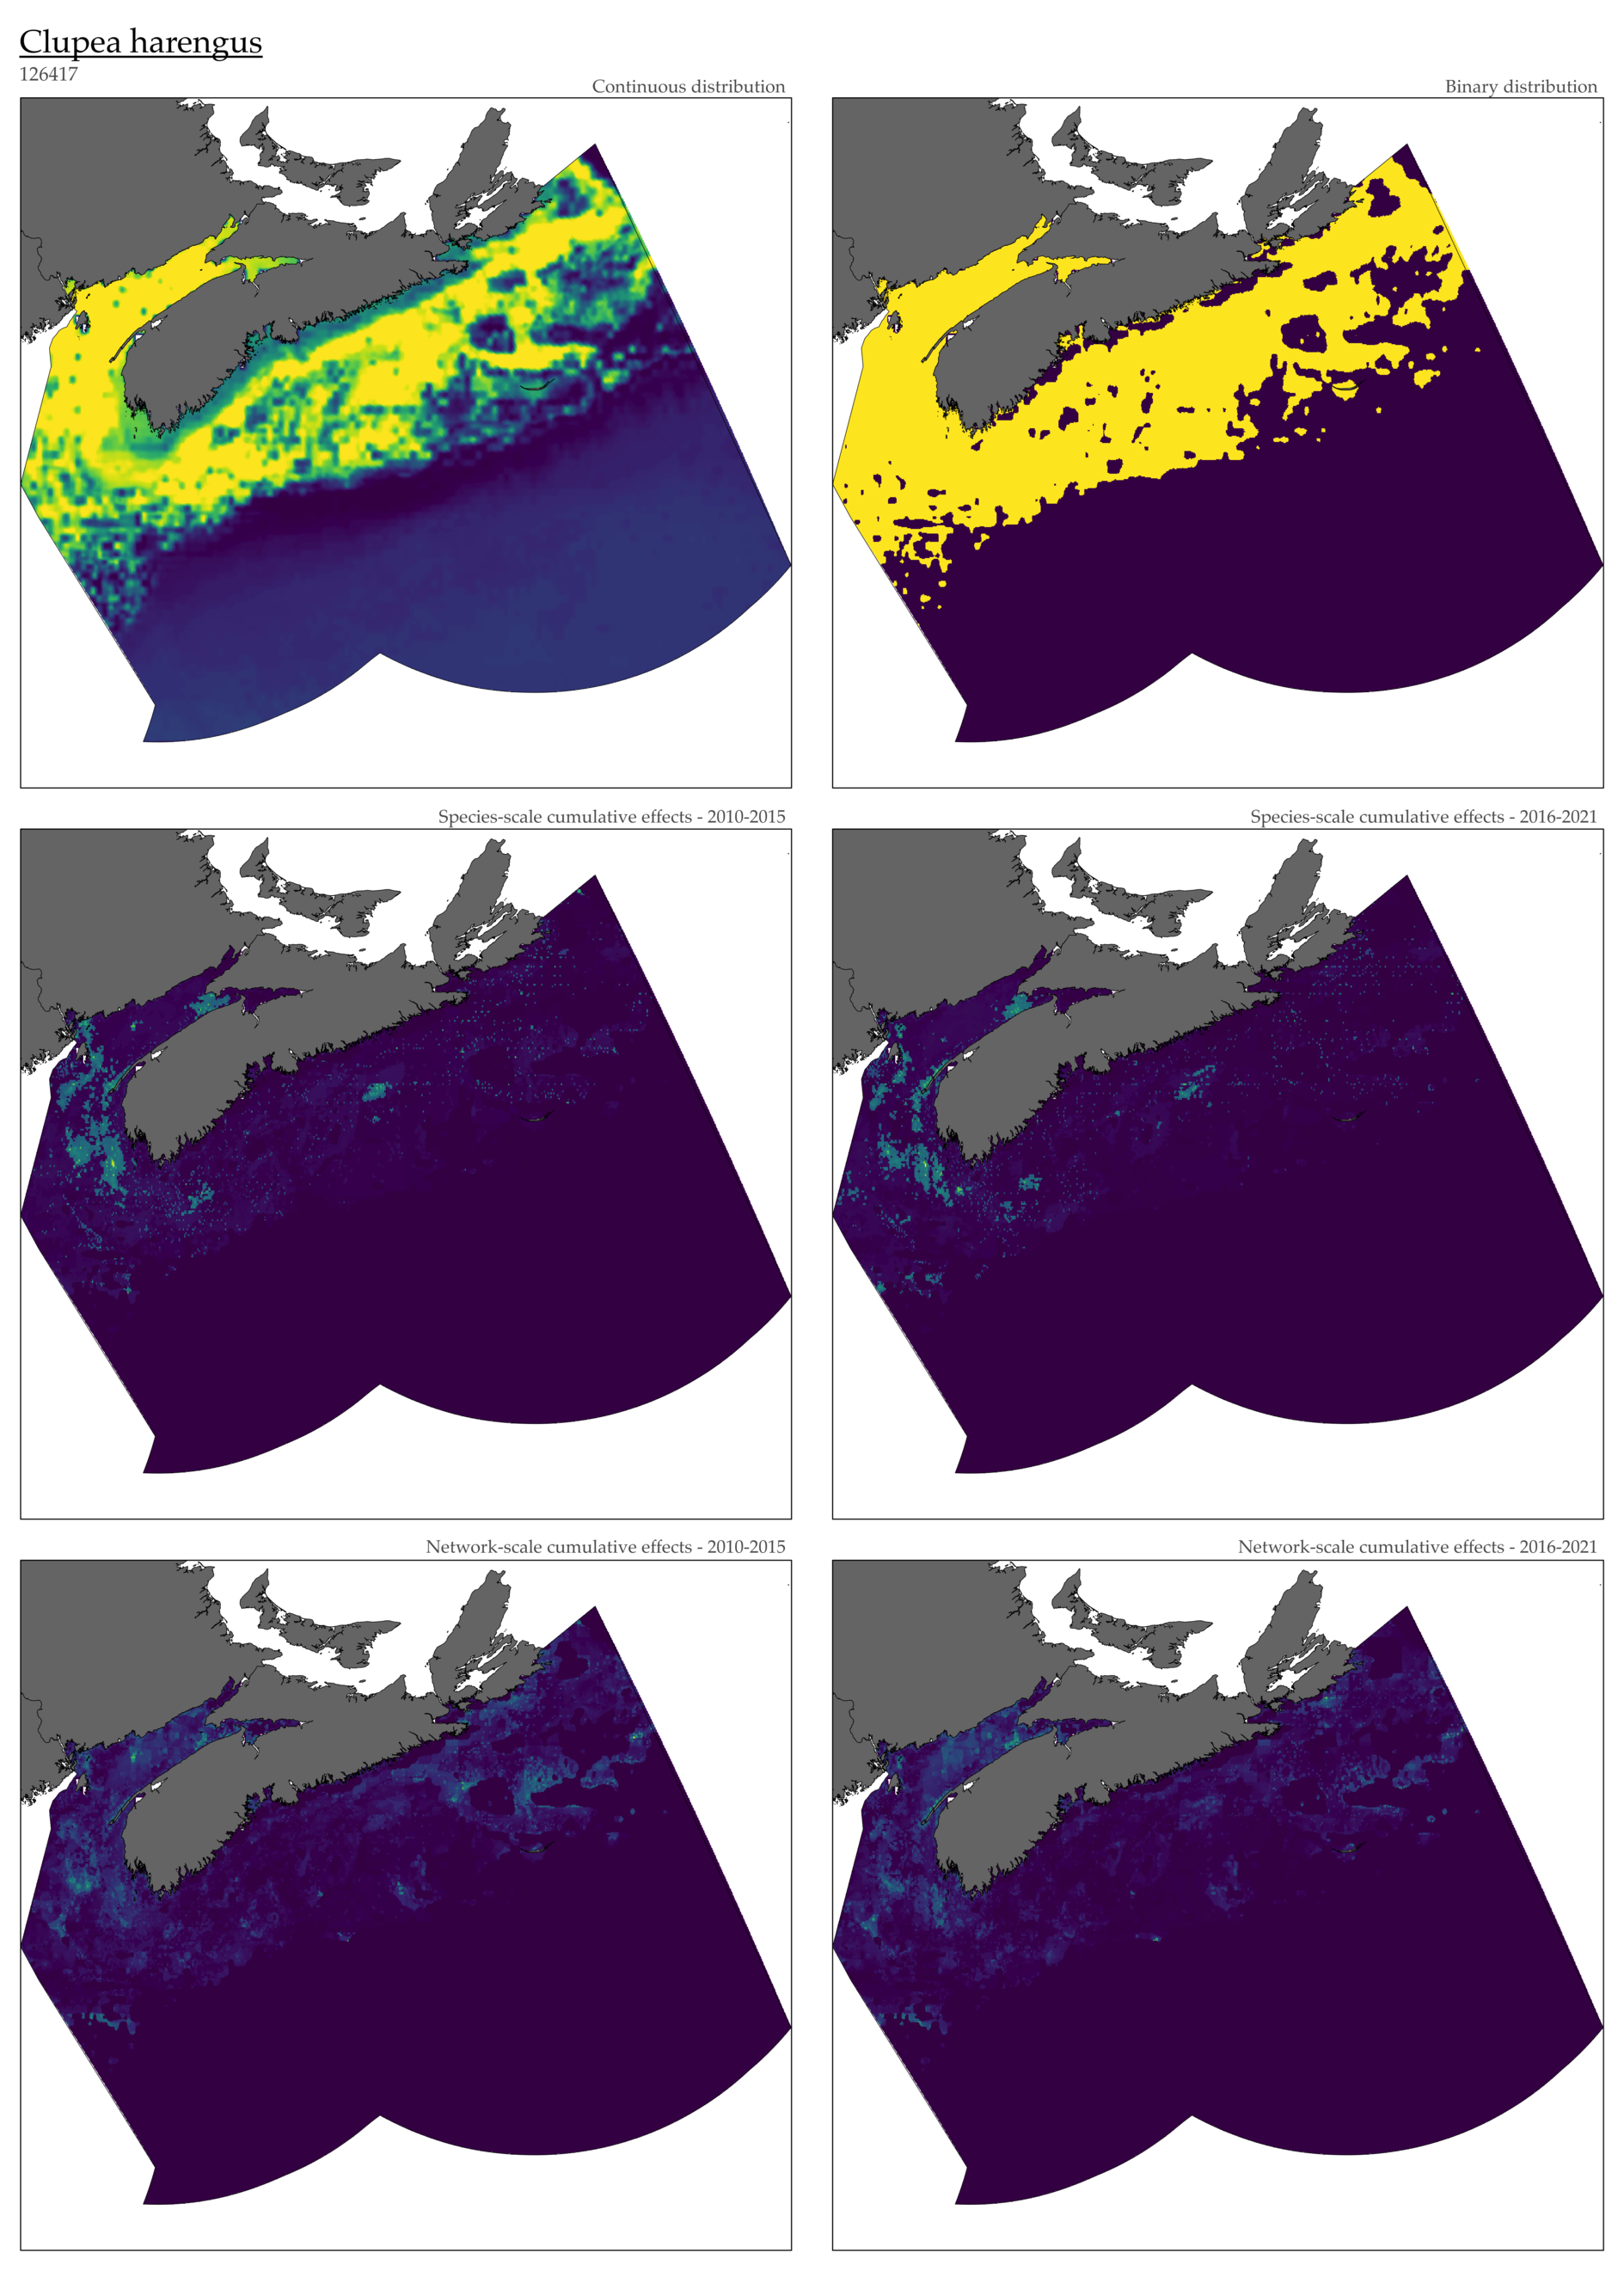 Clupea harengus
126417
Continuous distribution
Binary distribution
Species-scale cumulative effects - 2010-2015
Species-scale cumulative effects - 2016-2021
Network-scale cumulative effects - 2010-2015
Network-scale cumulative effects - 2016-2021